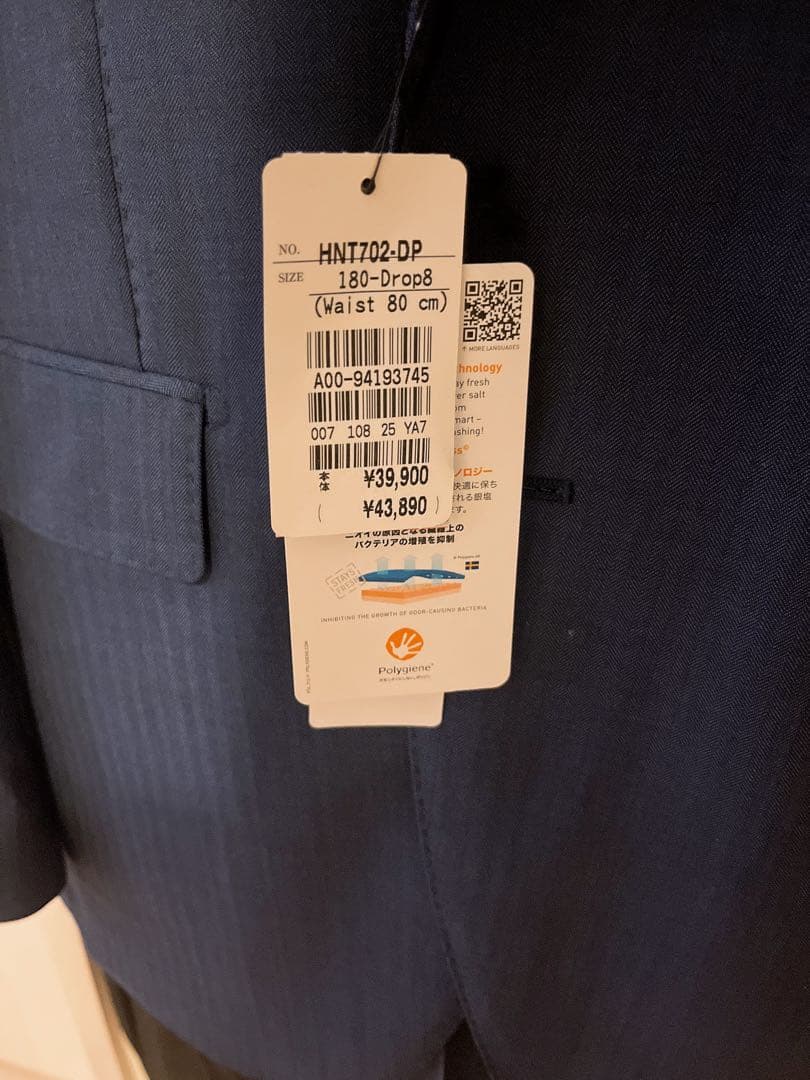 NO. HNT702-DP
SIZE 180-Drop8
(Waist 80 cm)
A00-94193745
007 108 25 YA7
本体 ¥39,900
( ¥43,890 )
↑ MORE LANGUAGES
hnology
ay fresh
er salt
om
mart –
shing!
ss®
ノロジー
快適に保ち
れる銀塩
す。
ニオイの原因となる繊維上の
バクテリアの増殖を抑制
STAYS
FRESH
INHIBITING THE GROWTH OF ODOR-CAUSING BACTERIA
Polygiene®